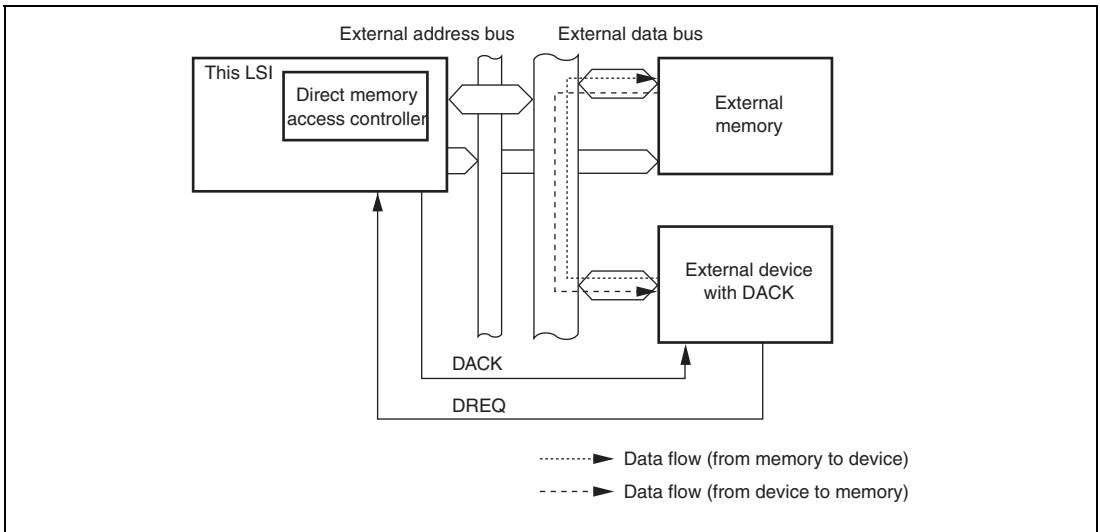 External address bus
External data bus
This LSI
Direct memory
access controller
External
memory
External device
with DACK
DACK
DREQ
Data flow (from memory to device)
Data flow (from device to memory)